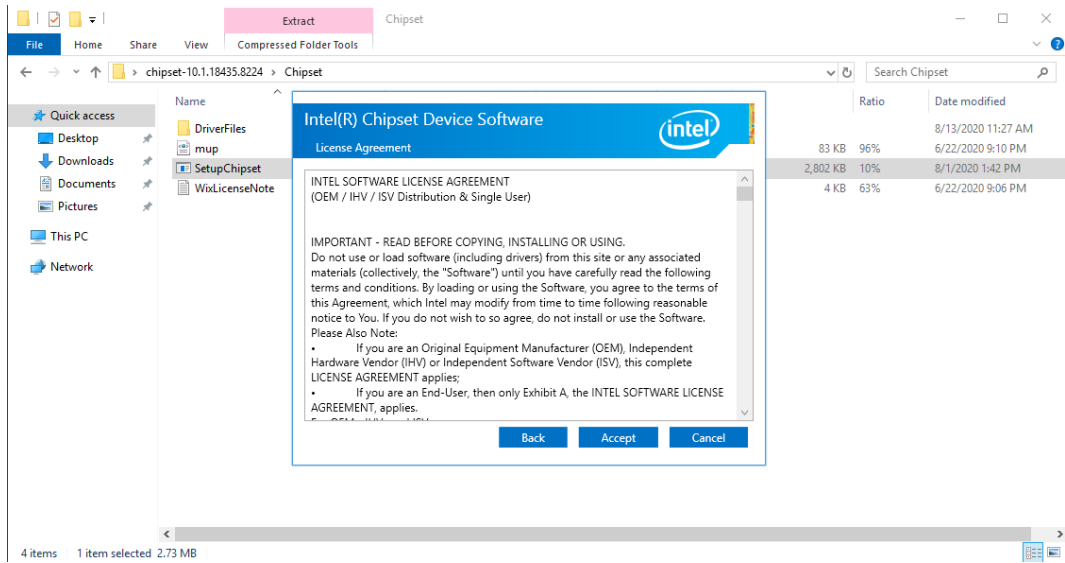 Extract
Chipset
File
Home
Share
View
Compressed Folder Tools
?
chipset-10.1.18435.8224 > Chipset
Search Chipset
Quick access
Desktop
Downloads
Documents
Pictures
This PC
Network
Name
Ratio
Date modified
DriverFiles
8/13/2020 11:27 AM
mup
83 KB 96% 6/22/2020 9:10 PM
SetupChipset
2,802 KB 10% 8/1/2020 1:42 PM
WixLicenseNote
4 KB 63% 6/22/2020 9:06 PM
Intel(R) Chipset Device Software
License Agreement
intel
INTEL SOFTWARE LICENSE AGREEMENT
(OEM / IHV / ISV Distribution & Single User)
IMPORTANT - READ BEFORE COPYING, INSTALLING OR USING.
Do not use or load software (including drivers) from this site or any associated
materials (collectively, the "Software") until you have carefully read the following
terms and conditions. By loading or using the Software, you agree to the terms of
this Agreement, which Intel may modify from time to time following reasonable
notice to You. If you do not wish to so agree, do not install or use the Software.
Please Also Note:
• If you are an Original Equipment Manufacturer (OEM), Independent
Hardware Vendor (IHV) or Independent Software Vendor (ISV), this complete
LICENSE AGREEMENT applies;
• If you are an End-User, then only Exhibit A, the INTEL SOFTWARE LICENSE
AGREEMENT, applies.
Back
Accept
Cancel
4 items
1 item selected 2.73 MB